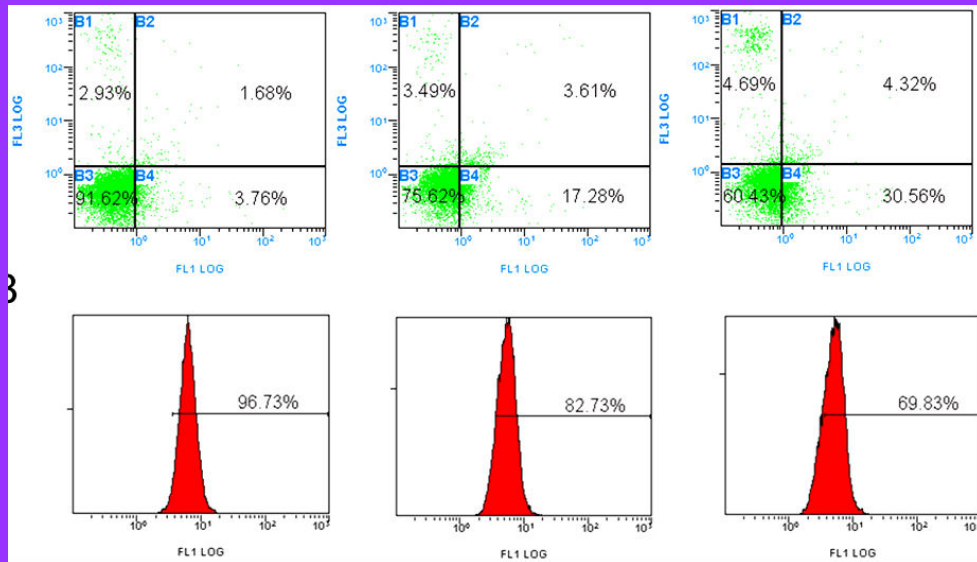 10³ B1 B2
10²
2.93% 1.68%
10¹
FL3 LOG
10⁰
B3 B4
91.62% 3.76%
10⁰ 10¹ 10² 10³
FL1 LOG
10³ B1 B2
10²
3.49% 3.61%
10¹
FL3 LOG
10⁰
B3 B4
75.62% 17.28%
10⁰ 10¹ 10² 10³
FL1 LOG
10³ B1 B2
10²
4.69% 4.32%
10¹
FL3 LOG
10⁰
B3 B4
60.43% 30.56%
10⁰ 10¹ 10² 10³
FL1 LOG
96.73%
10⁰ 10¹ 10² 10³
FL1 LOG
82.73%
10⁰ 10¹ 10² 10³
FL1 LOG
69.83%
10⁰ 10¹ 10²
FL1 LOG